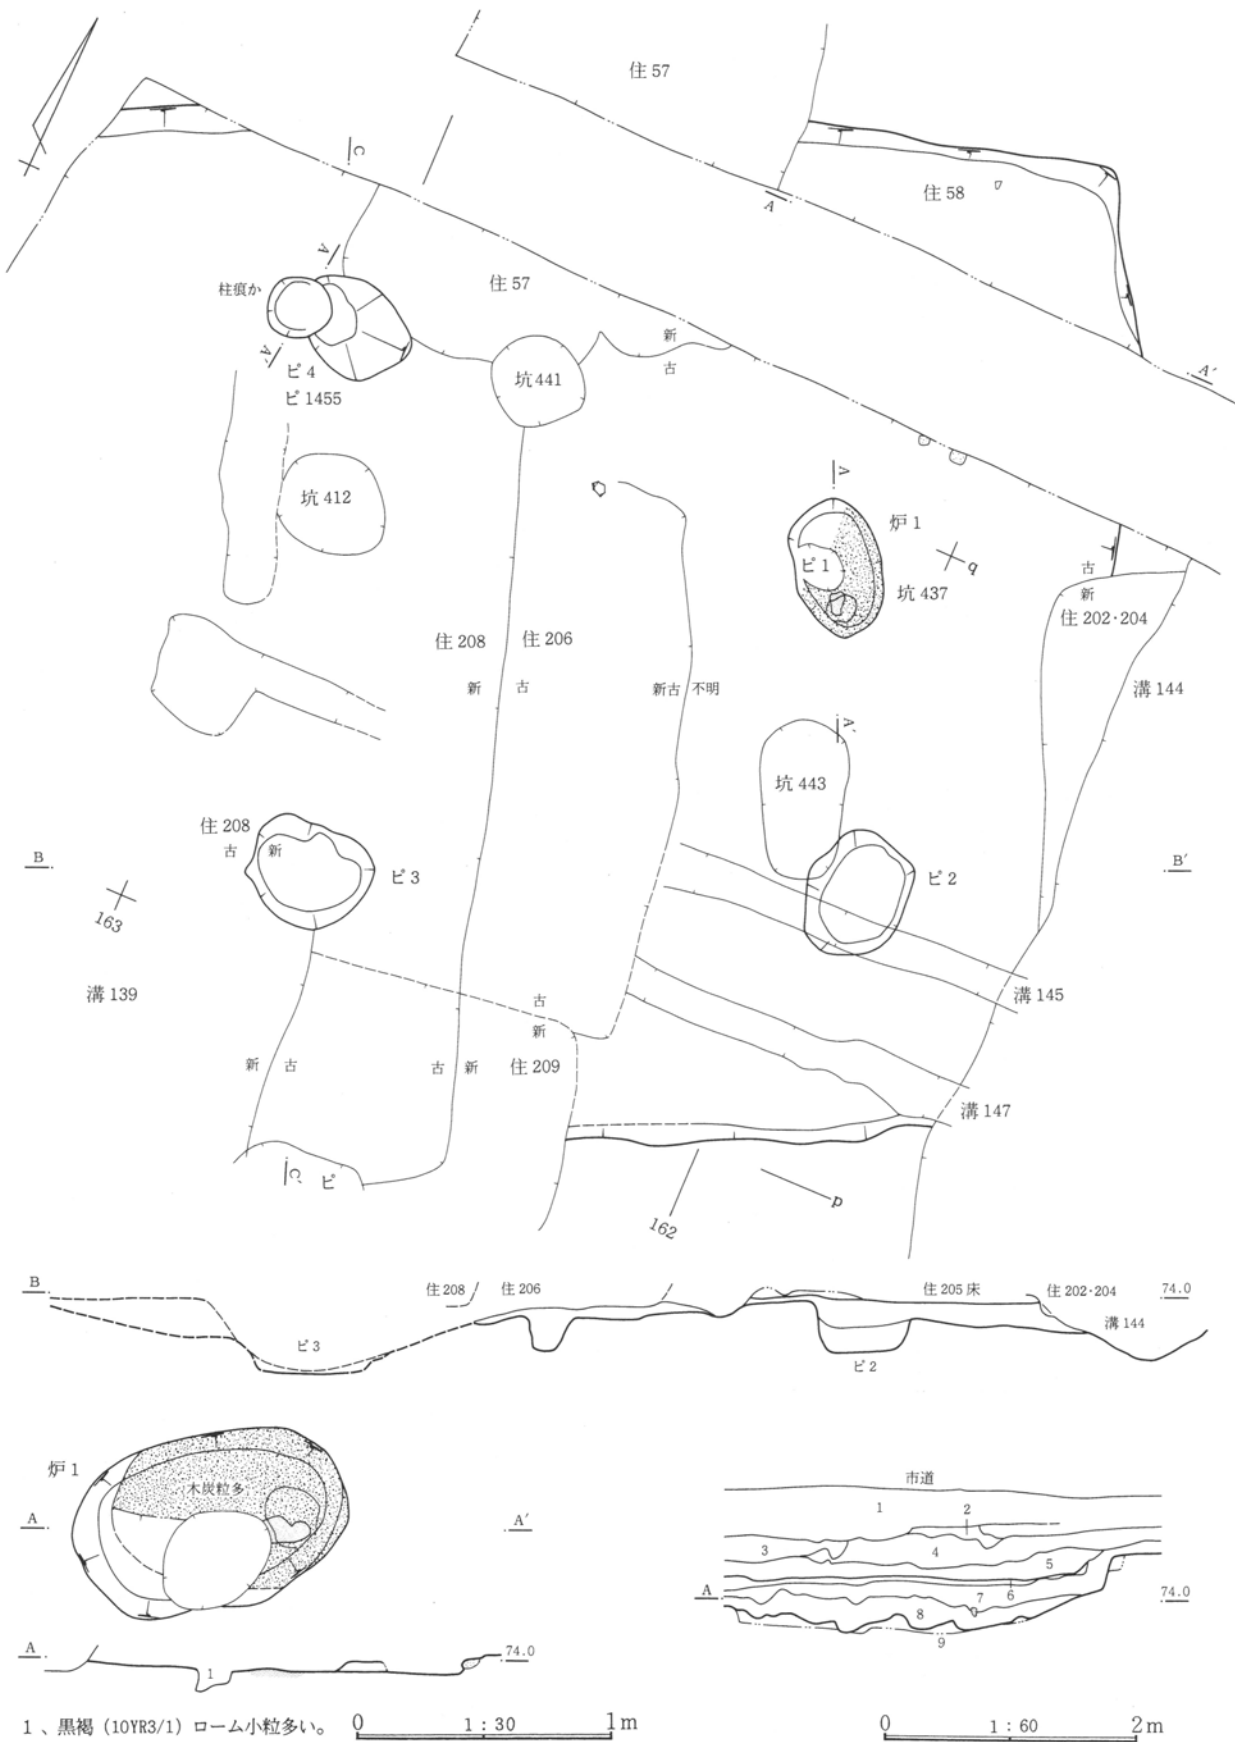 住57
C
A
住58
A
柱痕か
住57
新
古
A'
A'
ピ4
ピ1455
坑441
坑412
A
炉1
q
ピ1
坑437
古
新
住202・204
住208
住206
新
古
新古
不明
溝144
A'
坑443
住208
古
新
B
B'
ピ3
ピ2
163
溝139
古
新
溝145
新
古
古
新
住209
溝147
C'
ピ
p
162
B
住208
住206
住205床
住202・204
74.0
ピ3
溝144
ピ2
炉1
木炭粒多
A
A'
市道
1
2
3
4
5
6
7
8
9
A
74.0
A
1
74.0
1、黒褐(10YR3/1)ローム小粒多い。
0
1:30
1m
0
1:60
2m